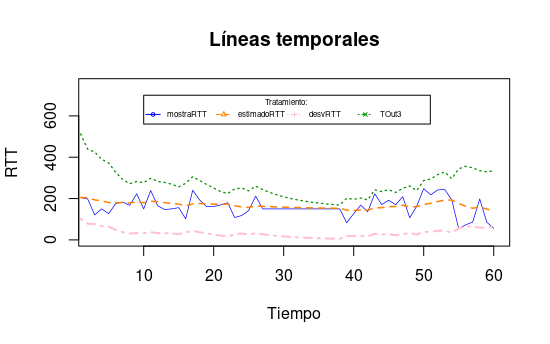 Líneas temporales
Tratamiento:
mostraRTT estimadoRTT desvRTT TOut3
RTT
0 200 400 600
10 20 30 40 50 60
Tiempo